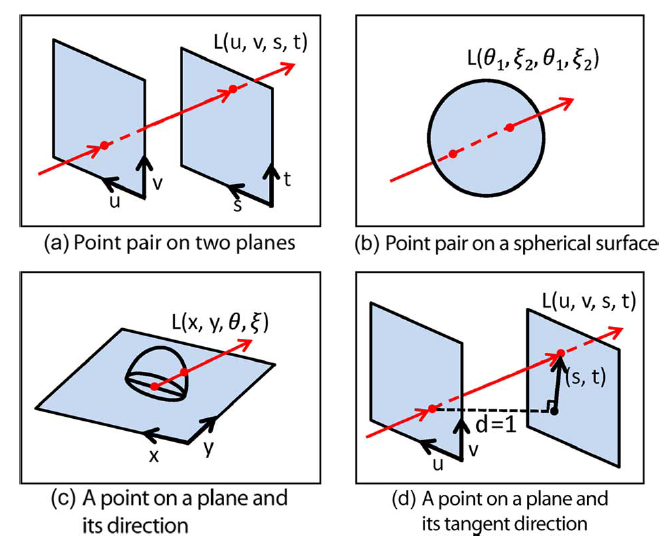 L(u, v, s, t)
u
v
s
t
(a) Point pair on two planes
L(θ₁,ξ₂,θ₁,ξ₂)
(b) Point pair on a spherical surface
L(x, y, θ, ξ)
x
y
(c) A point on a plane and
its direction
L(u, v, s, t)
(s, t)
d=1
u
v
(d) A point on a plane and
its tangent direction